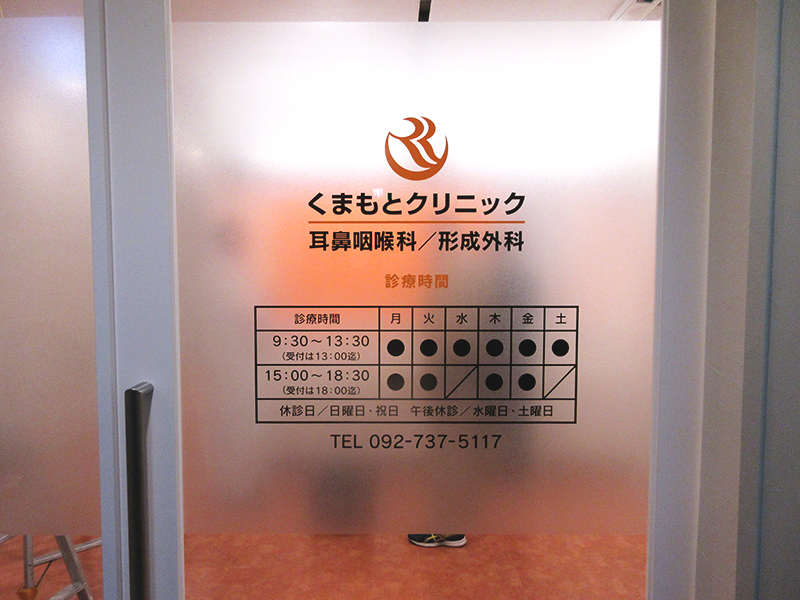 くまもとクリニック
耳鼻咽喉科／形成外科
診療時間
診療時間 月 火 水 木 金 土
9:30～13:30 ● ● ● ● ● ●
(受付は13:00迄)
15:00～18:30 ● ● ／ ● ● ／
(受付は18:00迄)
休診日／日曜日・祝日 午後休診／水曜日・土曜日
TEL 092-737-5117